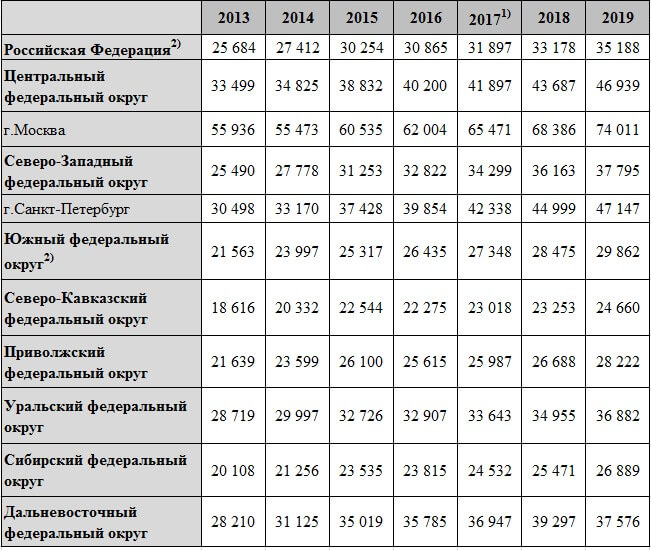 2013 2014 2015 2016 2017¹⁾ 2018 2019
Российская Федерация²⁾ 25 684 27 412 30 254 30 865 31 897 33 178 35 188
Центральный
федеральный округ 33 499 34 825 38 832 40 200 41 897 43 687 46 939
г.Москва 55 936 55 473 60 535 62 004 65 471 68 386 74 011
Северо-Западный
федеральный округ 25 490 27 778 31 253 32 822 34 299 36 163 37 795
г.Санкт-Петербург 30 498 33 170 37 428 39 854 42 338 44 999 47 147
Южный федеральный
округ²⁾ 21 563 23 997 25 317 26 435 27 348 28 475 29 862
Северо-Кавказский
федеральный округ 18 616 20 332 22 544 22 275 23 018 23 253 24 660
Приволжский
федеральный округ 21 639 23 599 26 100 25 615 25 987 26 688 28 222
Уральский федеральный
округ 28 719 29 997 32 726 32 907 33 643 34 955 36 882
Сибирский федеральный
округ 20 108 21 256 23 535 23 815 24 532 25 471 26 889
Дальневосточный
федеральный округ 28 210 31 125 35 019 35 785 36 947 39 297 37 576